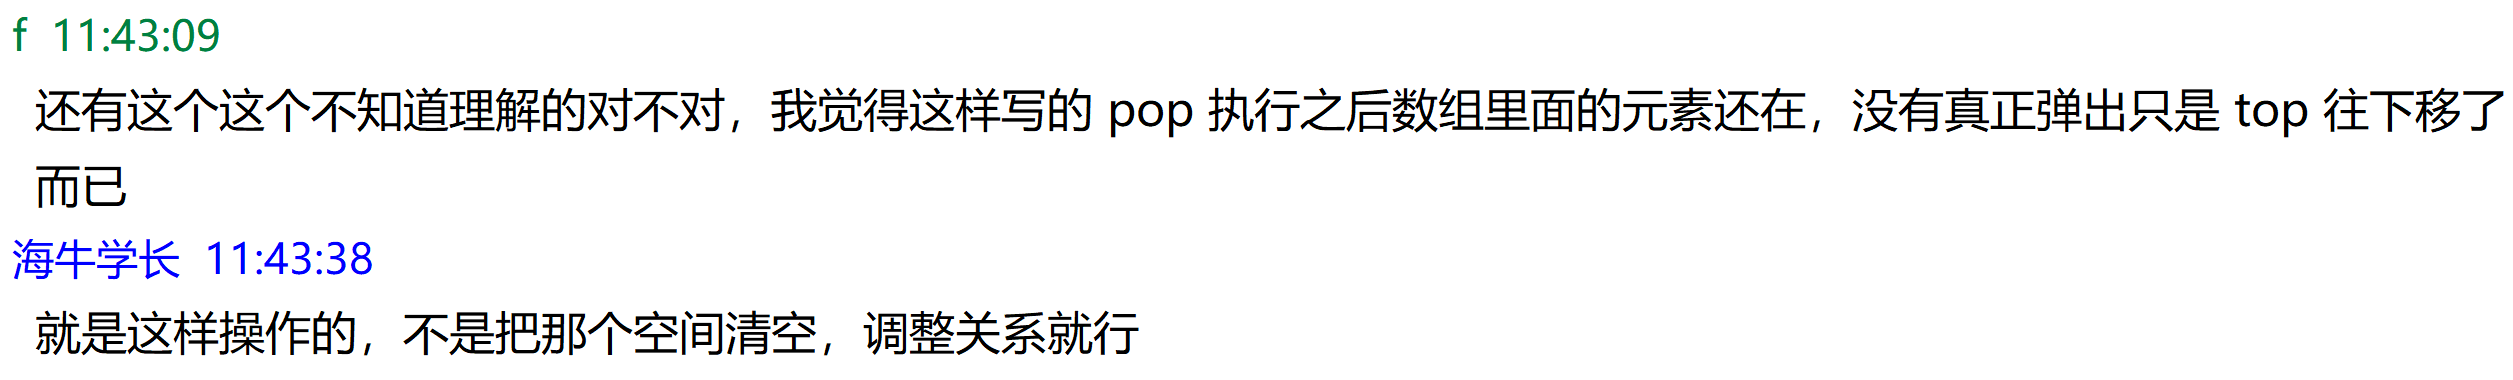 f 11:43:09
还有这个这个不知道理解的对不对，我觉得这样写的 pop 执行之后数组里面的元素还在，没有真正弹出只是 top 往下移了
而已
海牛学长 11:43:38
就是这样操作的，不是把那个空间清空，调整关系就行